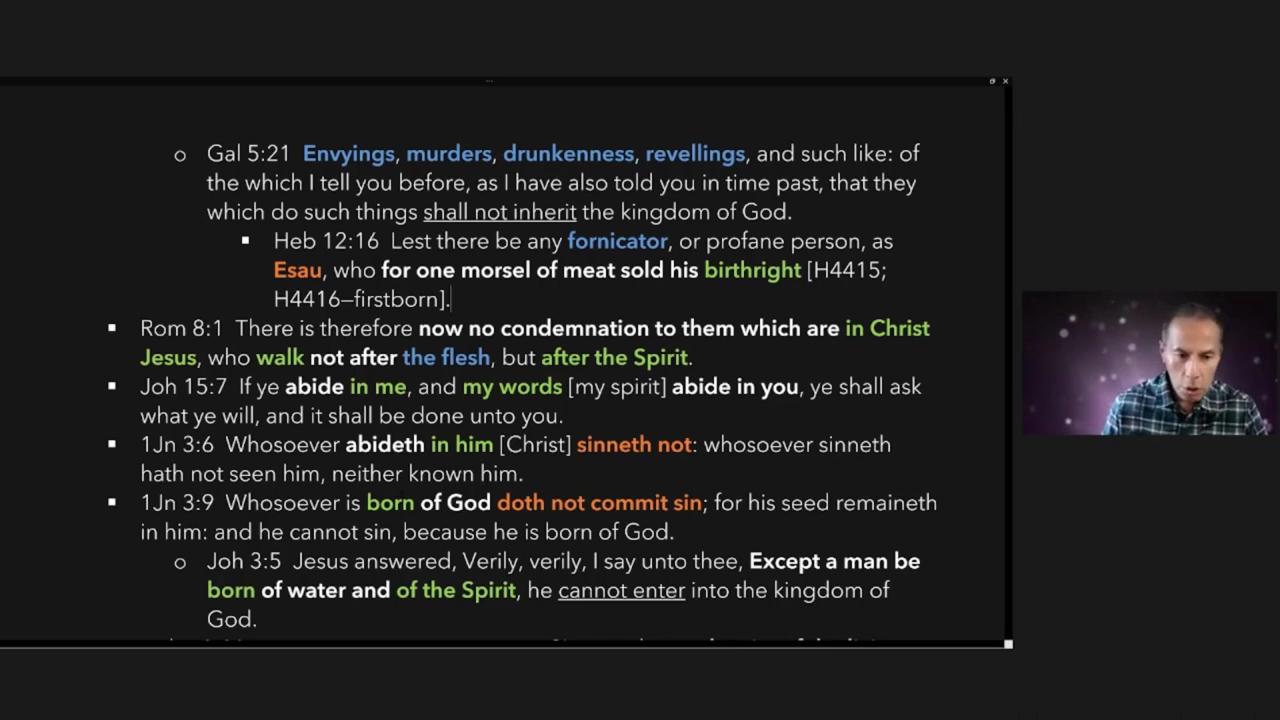 ○ Gal 5:21 Envyings, murders, drunkenness, revellings, and such like: of
the which I tell you before, as I have also told you in time past, that they
which do such things shall not inherit the kingdom of God.
▪ Heb 12:16 Lest there be any fornicator, or profane person, as
Esau, who for one morsel of meat sold his birthright [H4415;
H4416—firstborn].
▪ Rom 8:1 There is therefore now no condemnation to them which are in Christ
Jesus, who walk not after the flesh, but after the Spirit.
▪ Joh 15:7 If ye abide in me, and my words [my spirit] abide in you, ye shall ask
what ye will, and it shall be done unto you.
▪ 1Jn 3:6 Whosoever abideth in him [Christ] sinneth not: whosoever sinneth
hath not seen him, neither known him.
▪ 1Jn 3:9 Whosoever is born of God doth not commit sin; for his seed remaineth
in him: and he cannot sin, because he is born of God.
○ Joh 3:5 Jesus answered, Verily, verily, I say unto thee, Except a man be
born of water and of the Spirit, he cannot enter into the kingdom of
God.